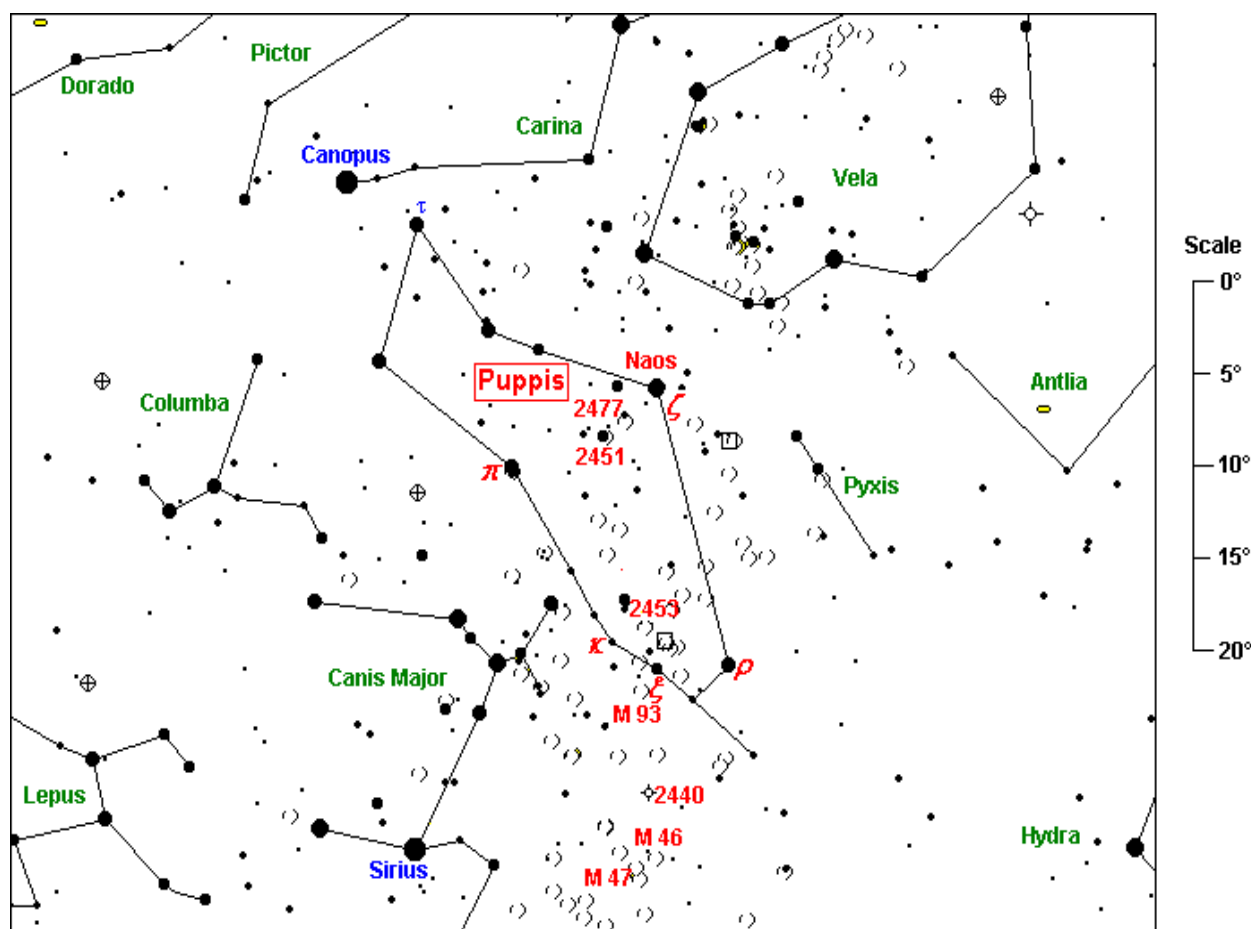 Pictor
Dorado
Carina
Canopus
Vela
τ
Scale
0°
Naos
5°
Puppis
Antlia
Columba
2477
ζ
2451
10°
π
Pyxis
15°
2453
κ
20°
ρ
Canis Major
ξ
M 93
Lepus
2440
M 46
Hydra
Sirius
M 47